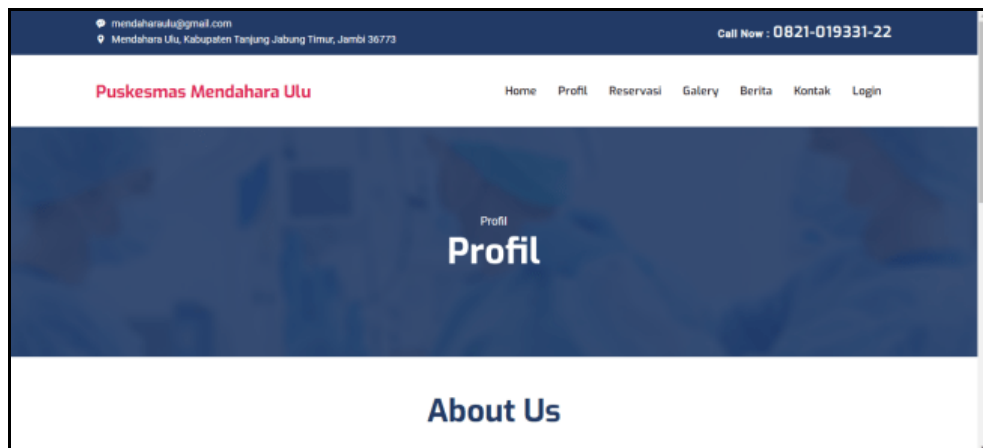 mendaharaulu@gmail.com
Mendahara Ulu, Kabupaten Tanjung Jabung Timur, Jambi 36773
Call Now : 0821-019331-22
Puskesmas Mendahara Ulu
Home Profil Reservasi Galery Berita Kontak Login
Profil
Profil
About Us